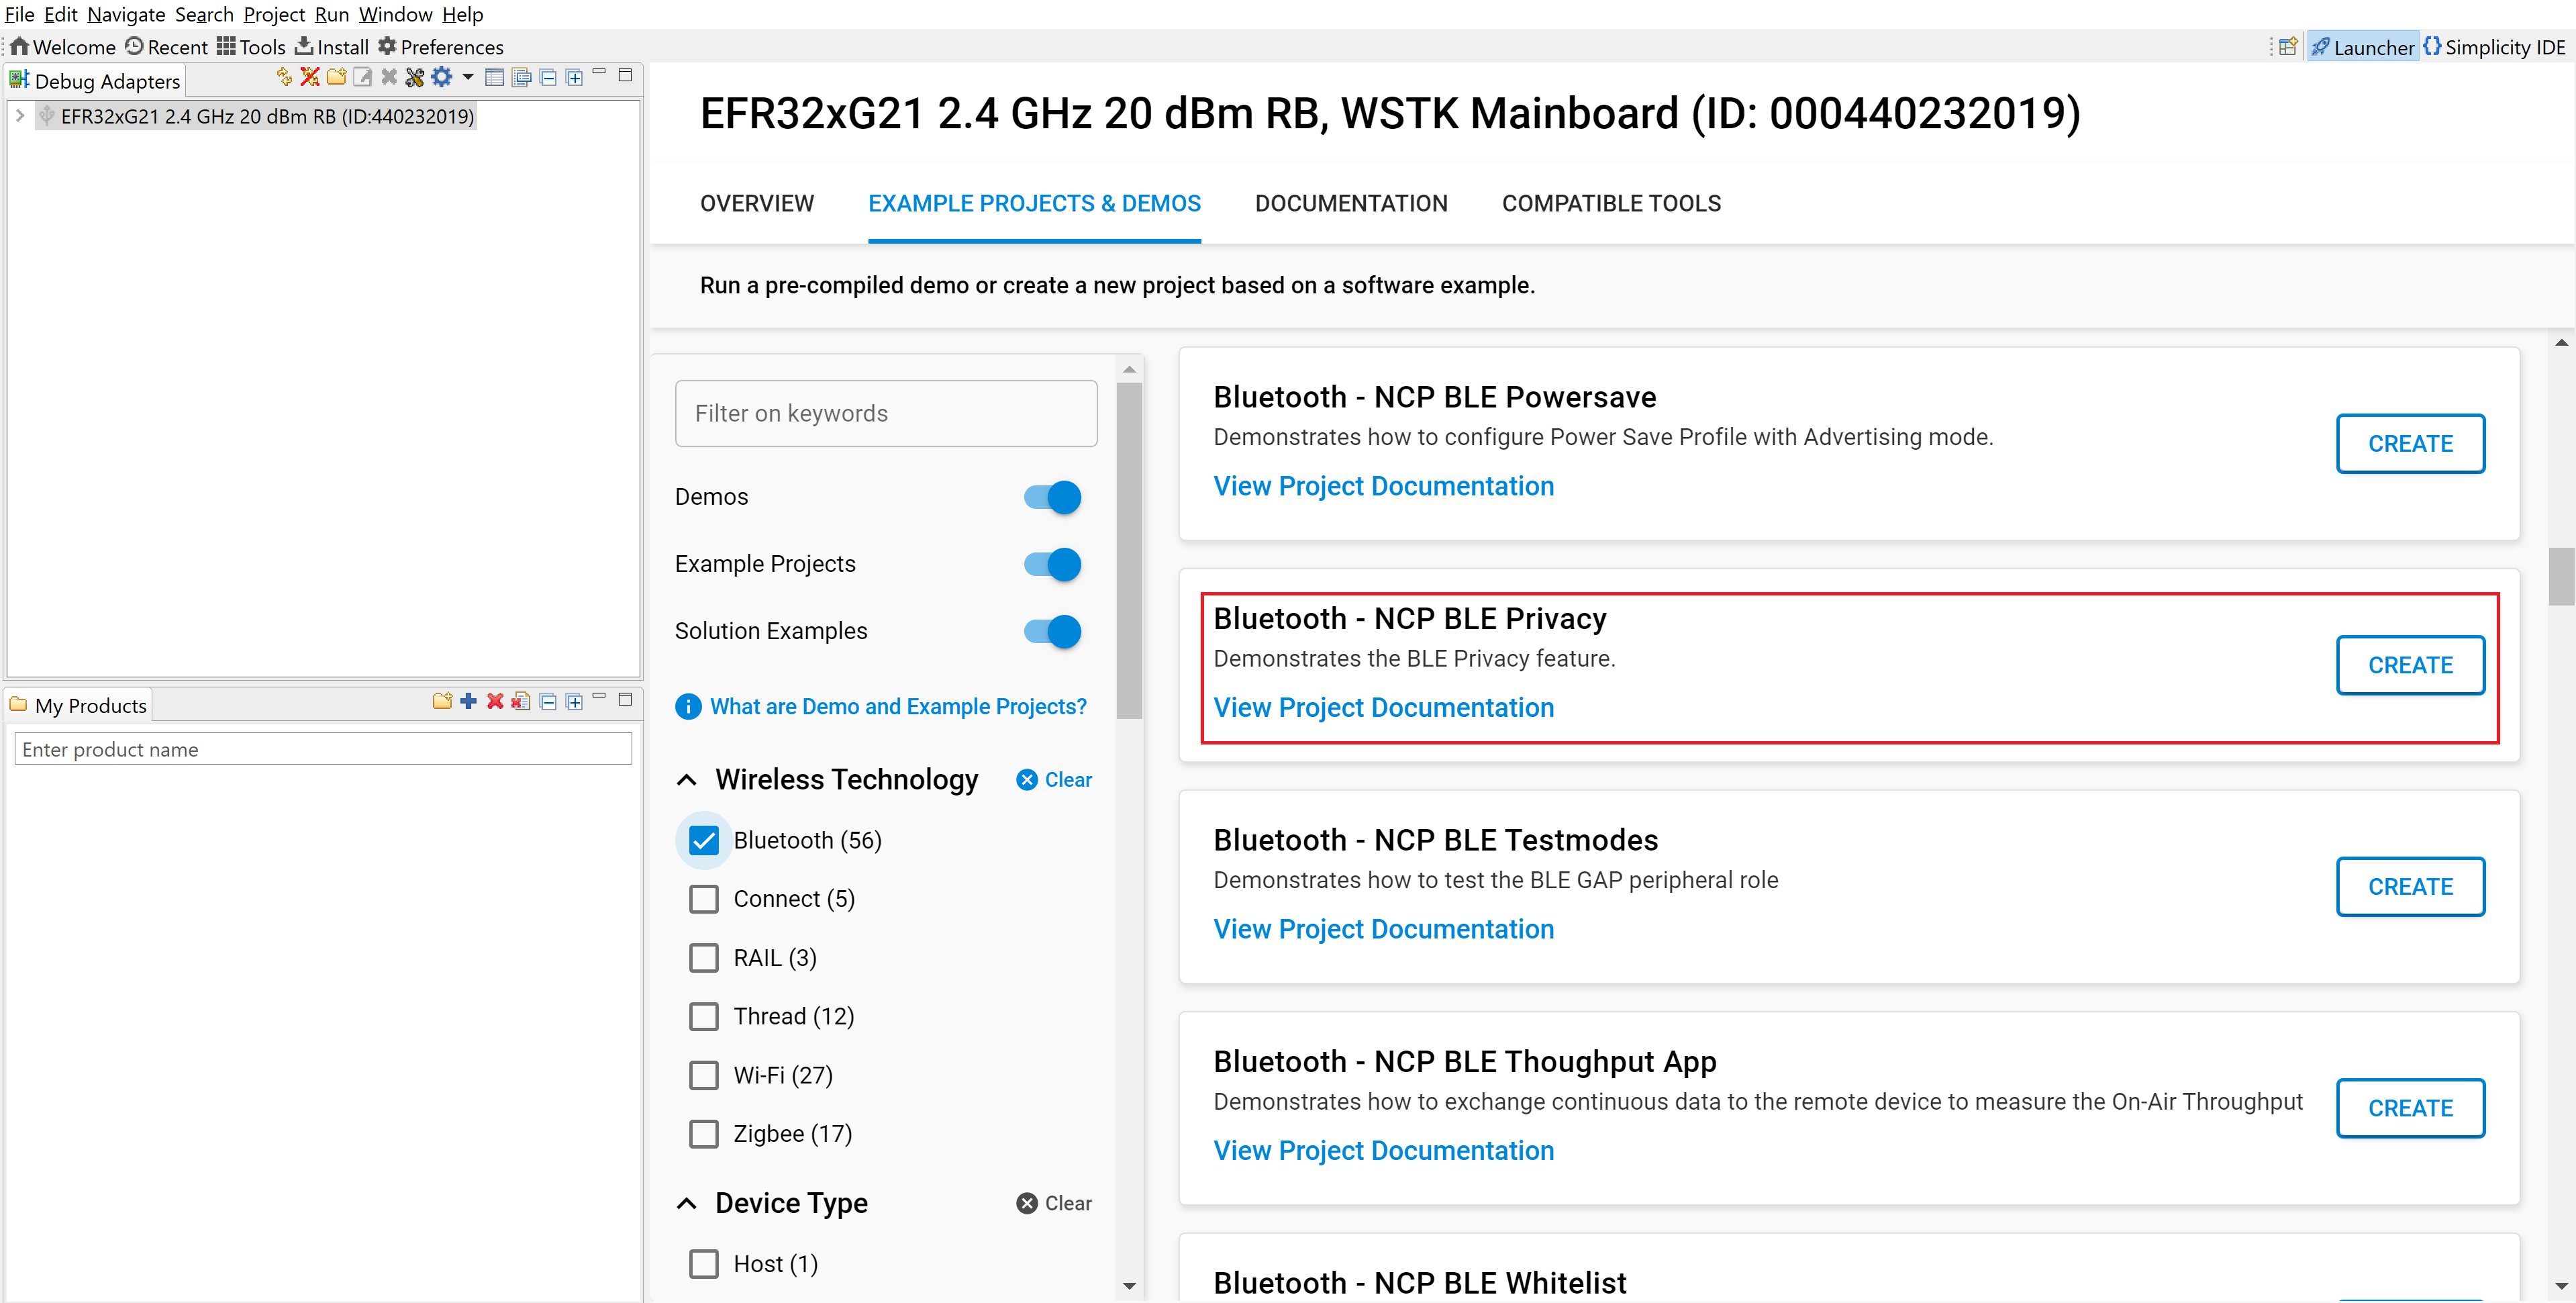 File Edit Navigate Search Project Run Window Help
Welcome Recent Tools Install Preferences
Launcher Simplicity IDE
Debug Adapters
EFR32xG21 2.4 GHz 20 dBm RB (ID:440232019)
My Products
Enter product name
EFR32xG21 2.4 GHz 20 dBm RB, WSTK Mainboard (ID: 000440232019)
OVERVIEW EXAMPLE PROJECTS & DEMOS DOCUMENTATION COMPATIBLE TOOLS
Run a pre-compiled demo or create a new project based on a software example.
Filter on keywords
Demos
Example Projects
Solution Examples
What are Demo and Example Projects?
Wireless Technology Clear
Bluetooth (56)
Connect (5)
RAIL (3)
Thread (12)
Wi-Fi (27)
Zigbee (17)
Device Type Clear
Host (1)
Bluetooth - NCP BLE Powersave
Demonstrates how to configure Power Save Profile with Advertising mode.
View Project Documentation
CREATE
Bluetooth - NCP BLE Privacy
Demonstrates the BLE Privacy feature.
View Project Documentation
CREATE
Bluetooth - NCP BLE Testmodes
Demonstrates how to test the BLE GAP peripheral role
View Project Documentation
CREATE
Bluetooth - NCP BLE Thoughput App
Demonstrates how to exchange continuous data to the remote device to measure the On-Air Throughput
View Project Documentation
CREATE
Bluetooth - NCP BLE Whitelist